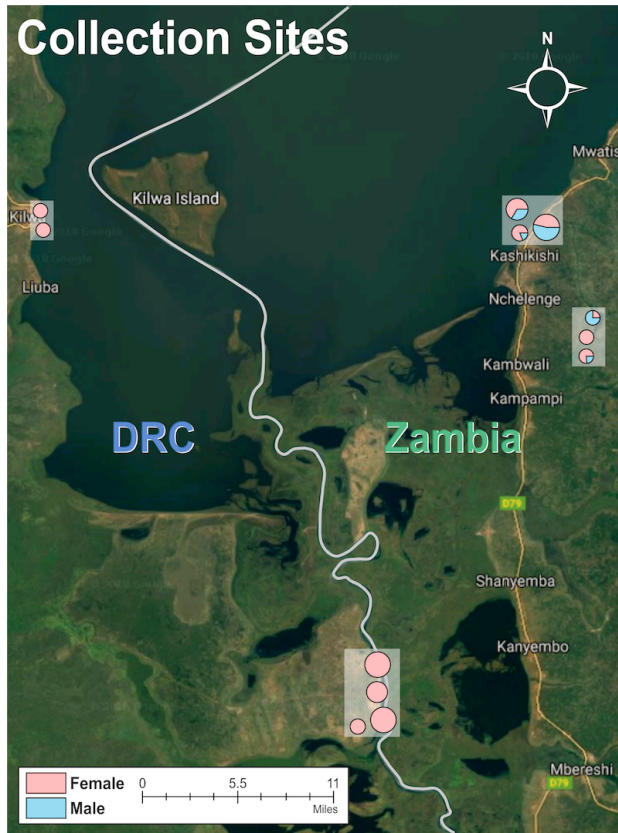 Collection Sites
N
Mwatis
Kilwa Island
Kilwa
Kashikishi
Liuba
Nchelenge
Kambwali
Kampampi
DRC
Zambia
D79
Shanyemba
Kanyembo
Mbereshi
D79
Female
Male
0 5.5 11
Miles